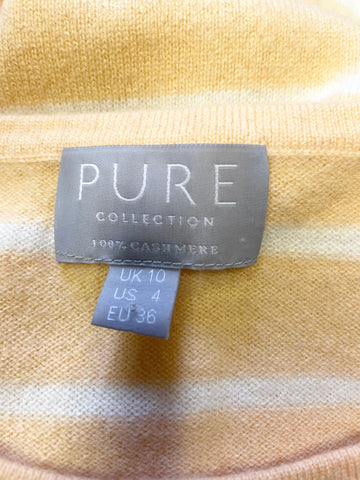 PURE
COLLECTION
100% CASHMERE
UK 10
US 4
EU 36